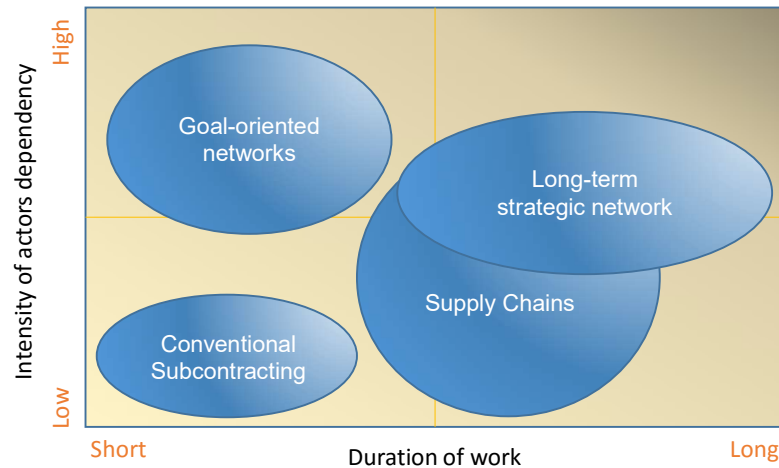 High
Intensity of actors dependency
Low
Goal-oriented
networks
Long-term
strategic network
Supply Chains
Conventional
Subcontracting
Short
Duration of work
Long